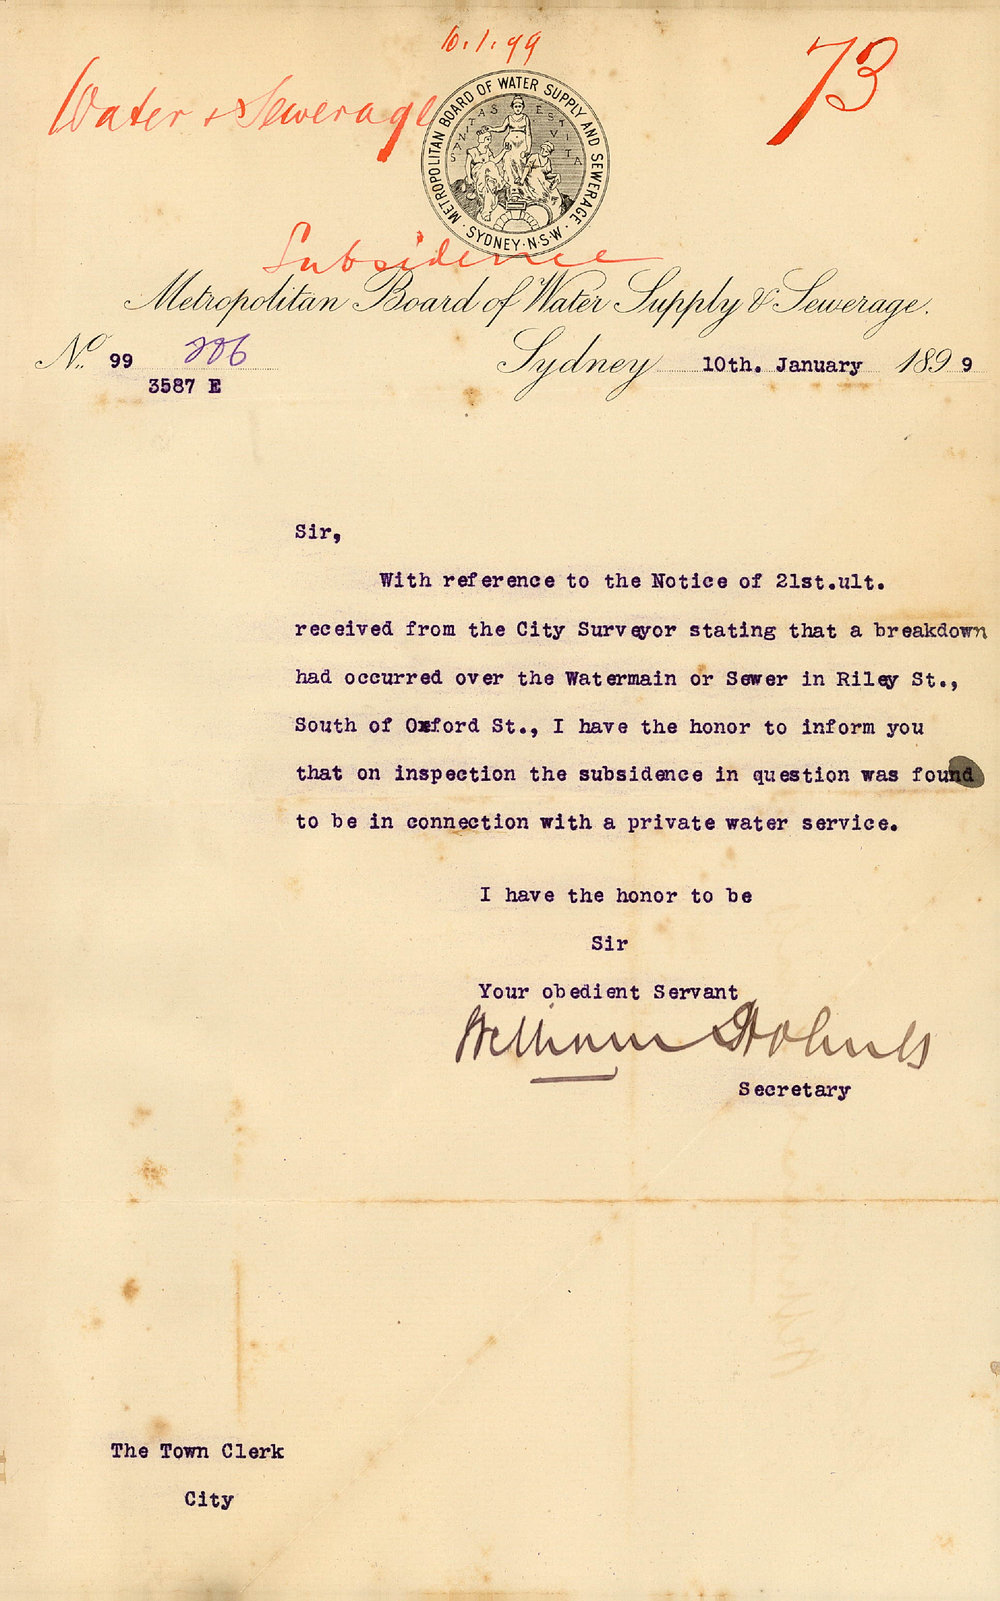 10.1.99
73
Water & Sewerage
METROPOLITAN BOARD OF WATER SUPPLY AND SEWERAGE.
SANITAS EST VITA
· SYDNEY · N·S·W ·
Subsidence
Metropolitan Board of Water Supply & Sewerage.
No. 99 206
3587 E
Sydney 10th. January 1899
Sir,
With reference to the Notice of 21st.ult.
received from the City Surveyor stating that a breakdown
had occurred over the Watermain or Sewer in Riley St.,
South of Oxford St., I have the honor to inform you
that on inspection the subsidence in question was found
to be in connection with a private water service.
I have the honor to be
Sir
Your obedient Servant
William Holmes
Secretary
The Town Clerk
City